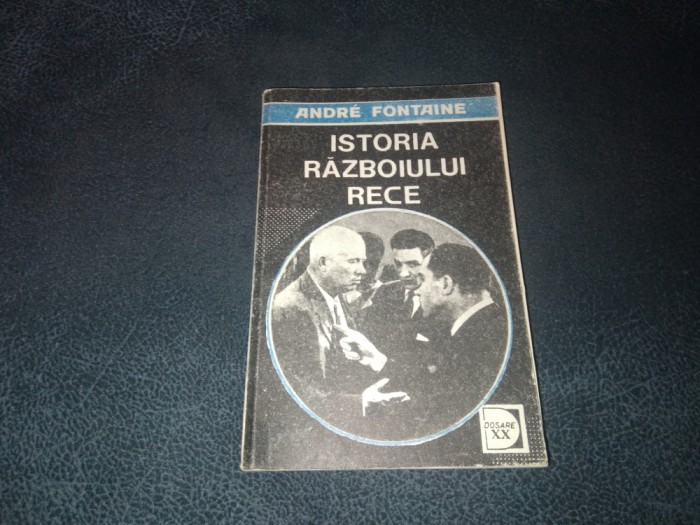 ANDRÉ FONTAINE
ISTORIA
RĂZBOIULUI
RECE
DOSARE
XX